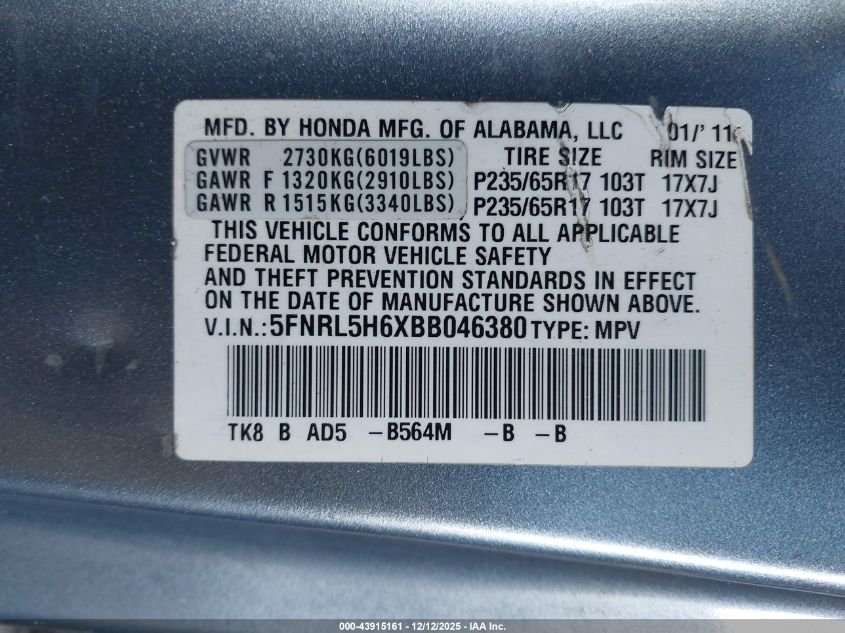 MFD. BY HONDA MFG. OF ALABAMA, LLC 01/' 11
GVWR 2730KG(6019LBS) TIRE SIZE RIM SIZE
GAWR F 1320KG(2910LBS) P235/65R17 103T 17X7J
GAWR R 1515KG(3340LBS) P235/65R17 103T 17X7J
THIS VEHICLE CONFORMS TO ALL APPLICABLE
FEDERAL MOTOR VEHICLE SAFETY
AND THEFT PREVENTION STANDARDS IN EFFECT
ON THE DATE OF MANUFACTURE SHOWN ABOVE.
V.I.N.: 5FNRL5H6XBB046380 TYPE: MPV
TK8 B AD5 -B564M -B -B
000-43915161 - 12/12/2025 - IAA Inc.